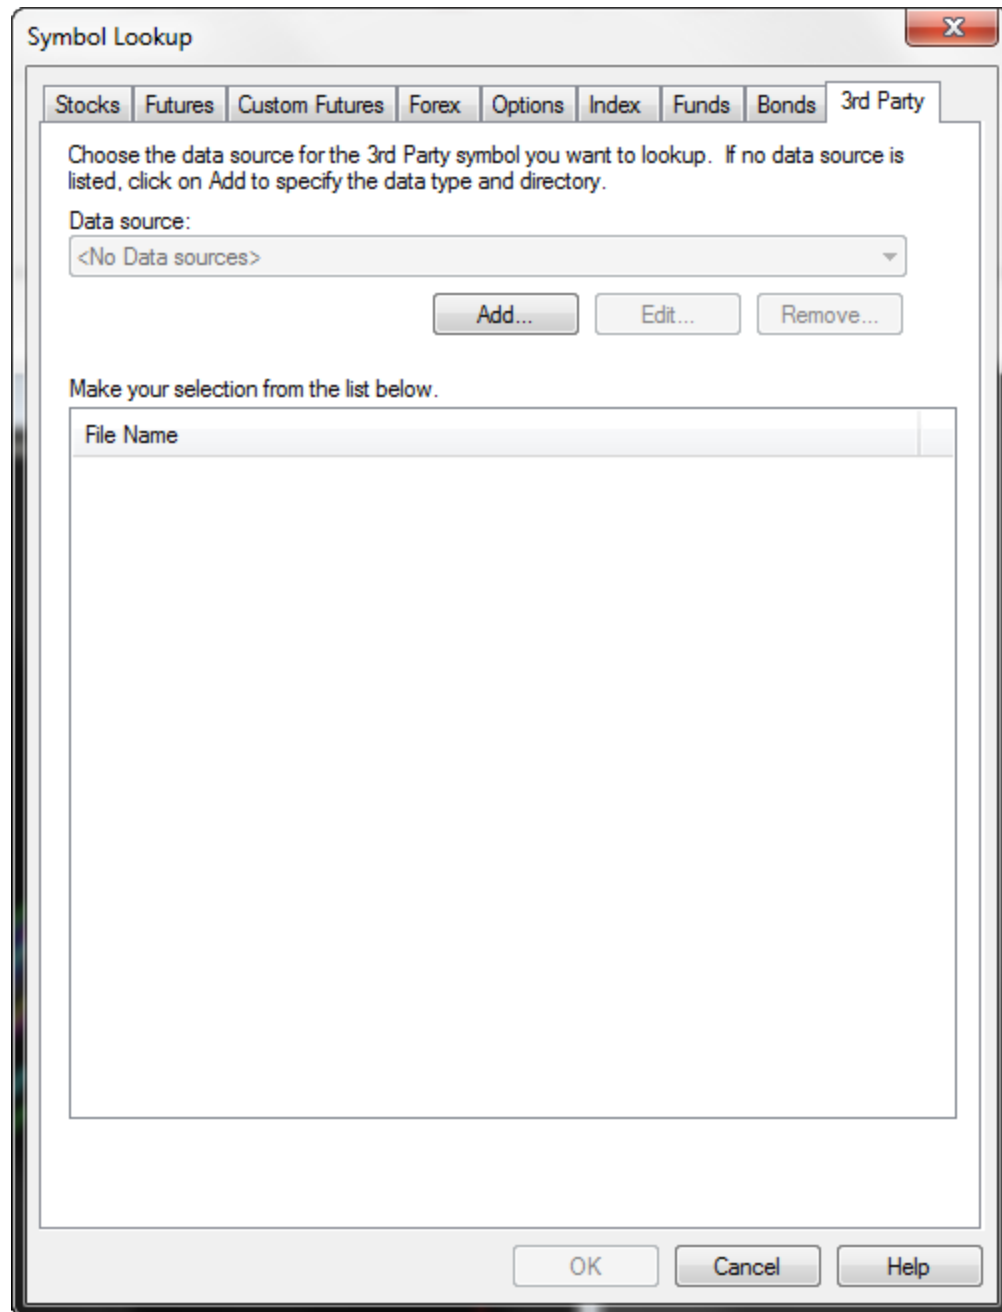 Symbol Lookup
Stocks Futures Custom Futures Forex Options Index Funds Bonds 3rd Party
Choose the data source for the 3rd Party symbol you want to lookup.  If no data source is
listed, click on Add to specify the data type and directory.
Data source:
<No Data sources>
Add... Edit... Remove...
Make your selection from the list below.
File Name
OK Cancel Help